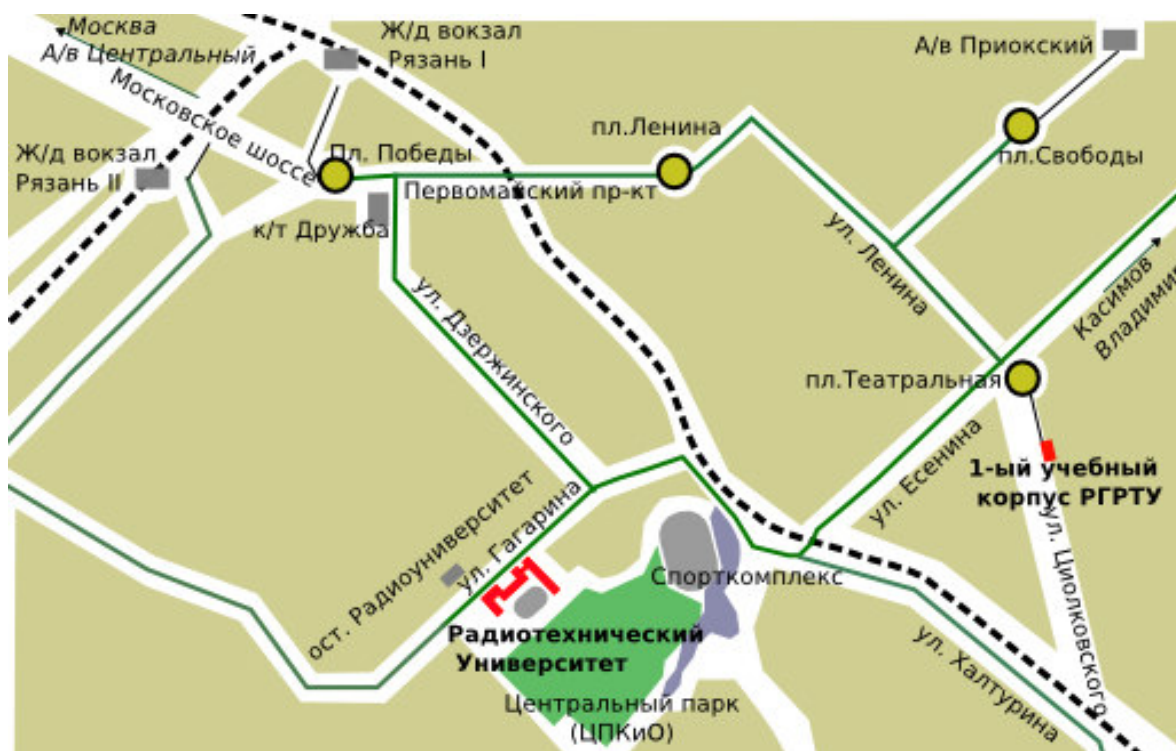 Москва
А/в Центральный
Ж/д вокзал
Рязань I
А/в Приокский
Московское шоссе
пл.Ленина
Ж/д вокзал
Рязань II
Пл. Победы
пл.Свободы
Первомайский пр-кт
к/т Дружба
ул. Ленина
ул. Дзержинского
Касимов
Владимир
пл.Театральная
ул. Есенина
1-ый учебный
корпус РГРТУ
ост. Радиоуниверситет
ул. Гагарина
ул. Циолковского
Спорткомплекс
Радиотехнический
Университет
ул. Халтурина
Центральный парк
(ЦПКиО)